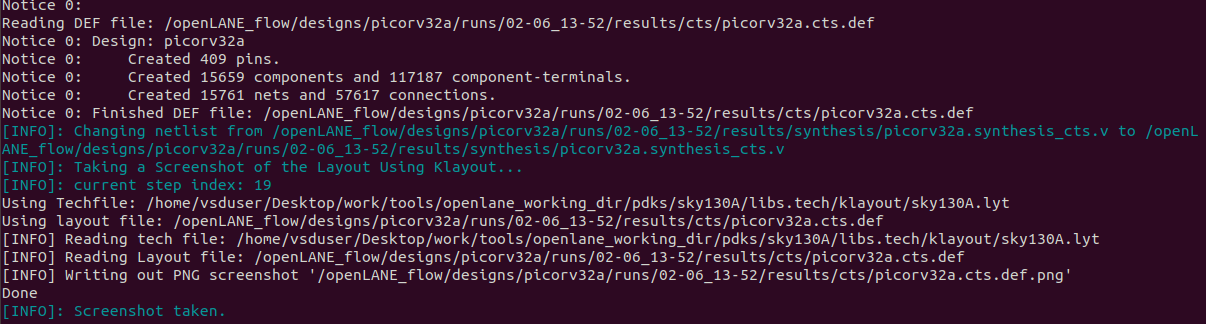 Notice 0:
Reading DEF file: /openLANE_flow/designs/picorv32a/runs/02-06_13-52/results/cts/picorv32a.cts.def
Notice 0: Design: picorv32a
Notice 0:     Created 409 pins.
Notice 0:     Created 15659 components and 117187 component-terminals.
Notice 0:     Created 15761 nets and 57617 connections.
Notice 0: Finished DEF file: /openLANE_flow/designs/picorv32a/runs/02-06_13-52/results/cts/picorv32a.cts.def
[INFO]: Changing netlist from /openLANE_flow/designs/picorv32a/runs/02-06_13-52/results/synthesis/picorv32a.synthesis_cts.v to /openL
ANE_flow/designs/picorv32a/runs/02-06_13-52/results/synthesis/picorv32a.synthesis_cts.v
[INFO]: Taking a Screenshot of the Layout Using Klayout...
[INFO]: current step index: 19
Using Techfile: /home/vsduser/Desktop/work/tools/openlane_working_dir/pdks/sky130A/libs.tech/klayout/sky130A.lyt
Using layout file: /openLANE_flow/designs/picorv32a/runs/02-06_13-52/results/cts/picorv32a.cts.def
[INFO] Reading tech file: /home/vsduser/Desktop/work/tools/openlane_working_dir/pdks/sky130A/libs.tech/klayout/sky130A.lyt
[INFO] Reading Layout file: /openLANE_flow/designs/picorv32a/runs/02-06_13-52/results/cts/picorv32a.cts.def
[INFO] Writing out PNG screenshot '/openLANE_flow/designs/picorv32a/runs/02-06_13-52/results/cts/picorv32a.cts.def.png'
Done
[INFO]: Screenshot taken.